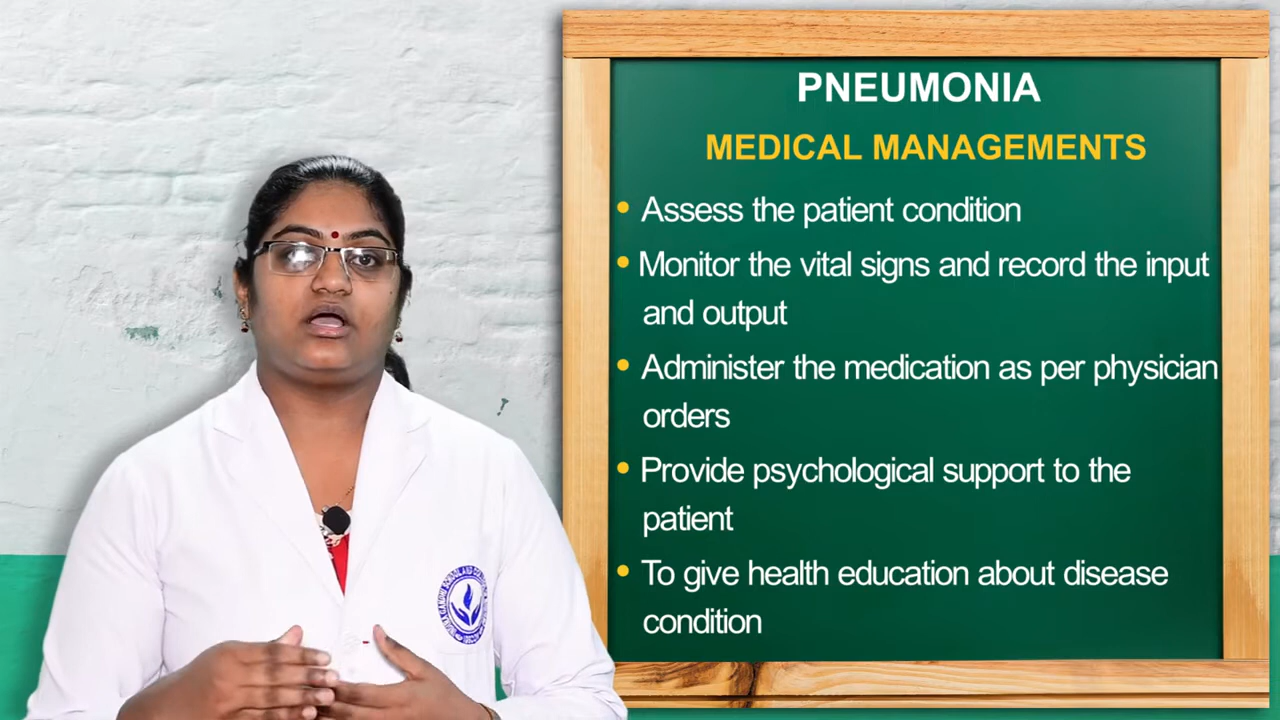 PNEUMONIA
MEDICAL MANAGEMENTS
• Assess the patient condition
• Monitor the vital signs and record the input
and output
• Administer the medication as per physician
orders
• Provide psychological support to the
patient
• To give health education about disease
condition